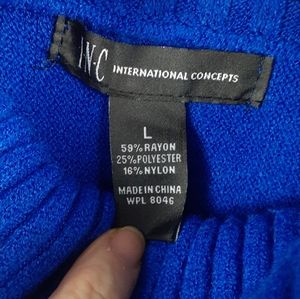 I.N.C INTERNATIONAL CONCEPTS
L
59% RAYON
25% POLYESTER
16% NYLON
MADE IN CHINA
WPL 8046